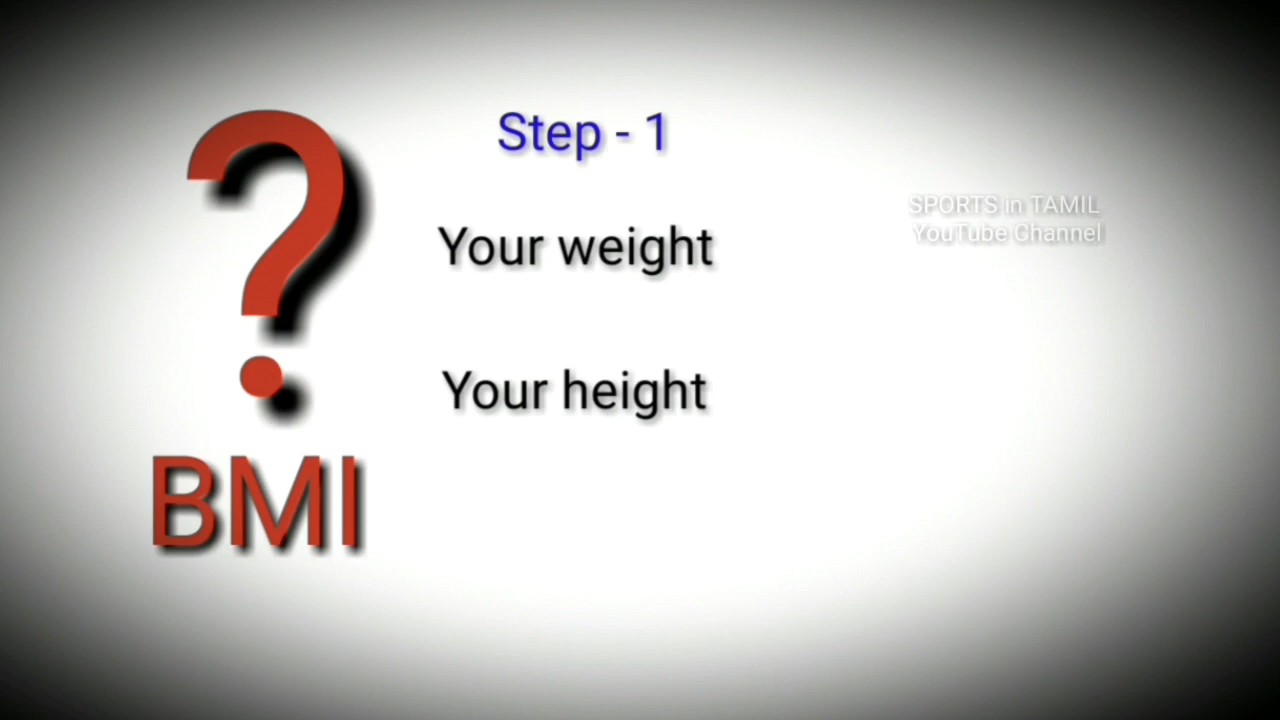 ?
BMI
Step - 1
Your weight
Your height
SPORTS in TAMIL
YouTube Channel